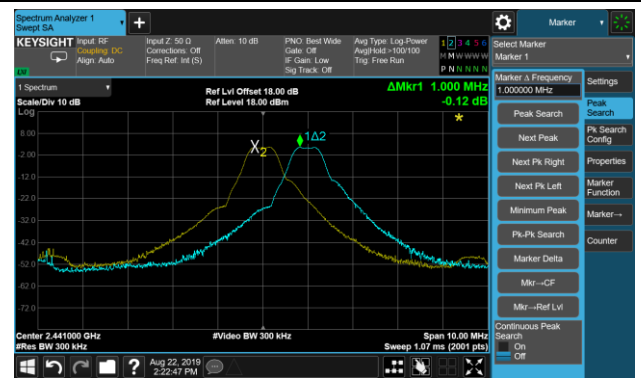 Spectrum Analyzer 1
Swept SA
Marker
KEYSIGHT
Input: RF
Coupling: DC
Align: Auto
Input Z: 50 Ω
Corrections: Off
Freq Ref: Int (S)
Atten: 10 dB
PNO: Best Wide
Gate: Off
IF Gain: Low
Sig Track: Off
Avg Type: Log-Power
Avg|Hold:>100/100
Trig: Free Run
1 2 3 4 5 6
M M W W W W
P N N N N N
LW
Select Marker
Marker 1
1 Spectrum
Scale/Div 10 dB
Log
Ref Lvl Offset 18.00 dB
Ref Level 18.00 dBm
ΔMkr1 1.000 MHz
-0.12 dB
Marker Δ Frequency
1.000000 MHz
Peak Search
Next Peak
Next Pk Right
Next Pk Left
Minimum Peak
Pk-Pk Search
Marker Delta
Mkr→CF
Mkr→Ref Lvl
Continuous Peak
Search
On
Off
Settings
Peak
Search
Pk Search
Config
Properties
Marker
Function
Marker→
Counter
8.00
-2.00
-12.0
-22.0
-32.0
-42.0
-52.0
-62.0
-72.0
X2
1Δ2
*
Center 2.441000 GHz
#Res BW 300 kHz
#Video BW 300 kHz
Span 10.00 MHz
Sweep 1.07 ms (2001 pts)
?
Aug 22, 2019
2:22:47 PM